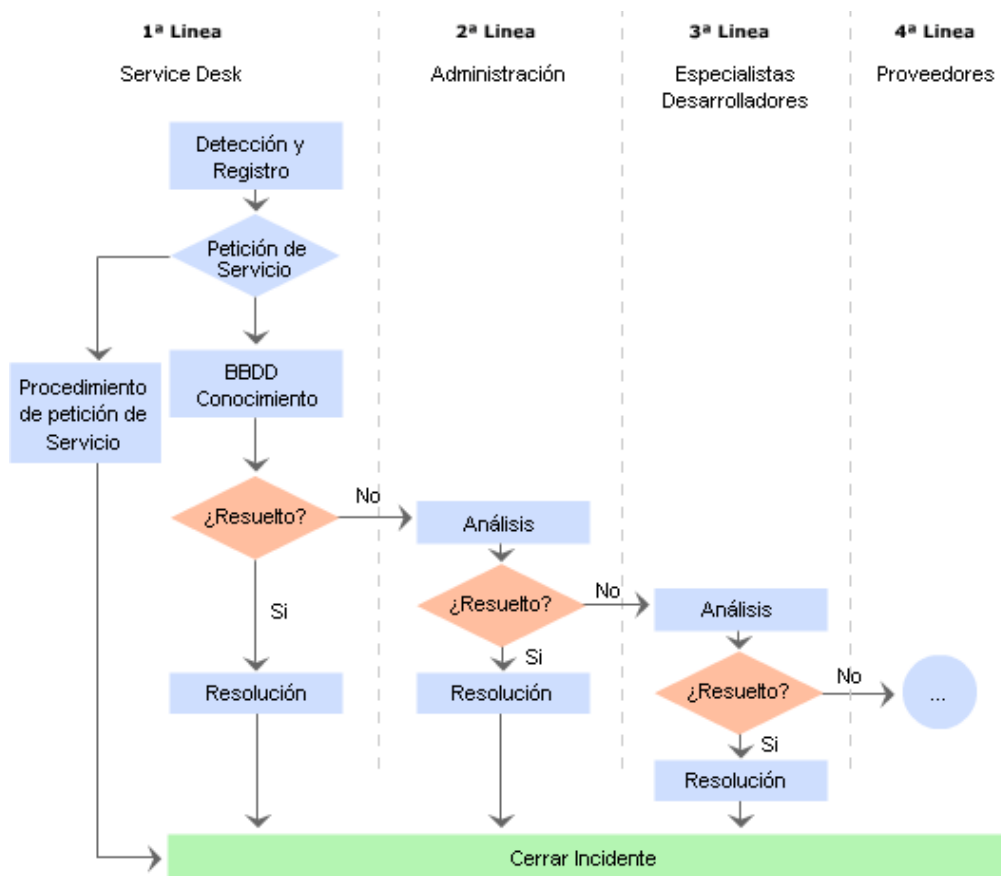 1ª Linea
2ª Linea
3ª Linea
4ª Linea
Service Desk
Administración
Especialistas
Desarrolladores
Proveedores
Detección y
Registro
Petición de
Servicio
Procedimiento
de petición de
Servicio
BBDD
Conocimiento
¿Resuelto?
No
Análisis
Si
¿Resuelto?
No
Análisis
Si
Resolución
Resolución
¿Resuelto?
No
...
Si
Resolución
Cerrar Incidente